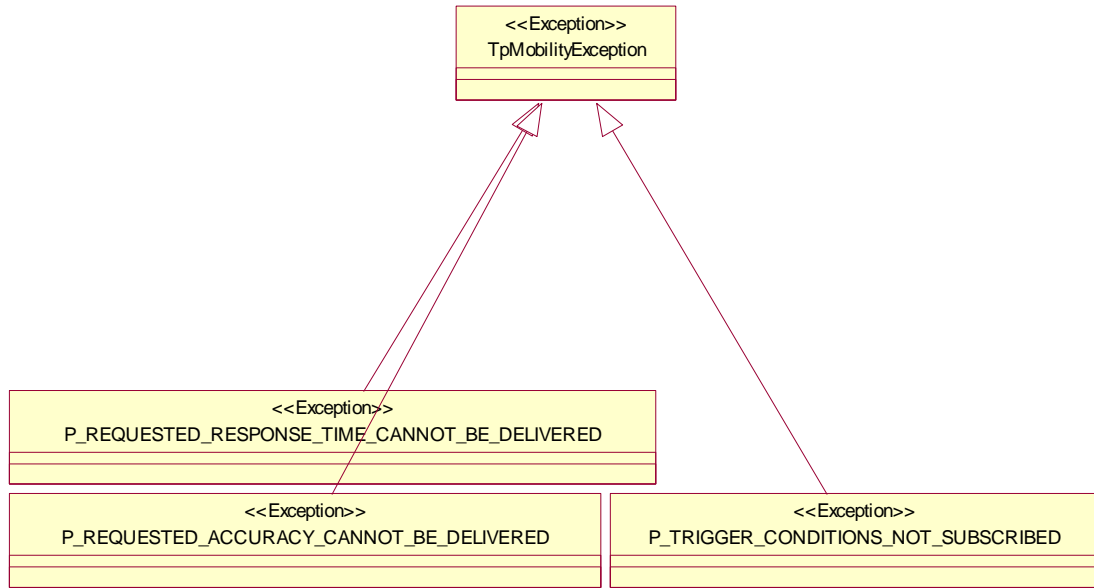 <<Exception>>
TpMobilityException
<<Exception>>
P_REQUESTED_RESPONSE_TIME_CANNOT_BE_DELIVERED
<<Exception>>
P_REQUESTED_ACCURACY_CANNOT_BE_DELIVERED
<<Exception>>
P_TRIGGER_CONDITIONS_NOT_SUBSCRIBED